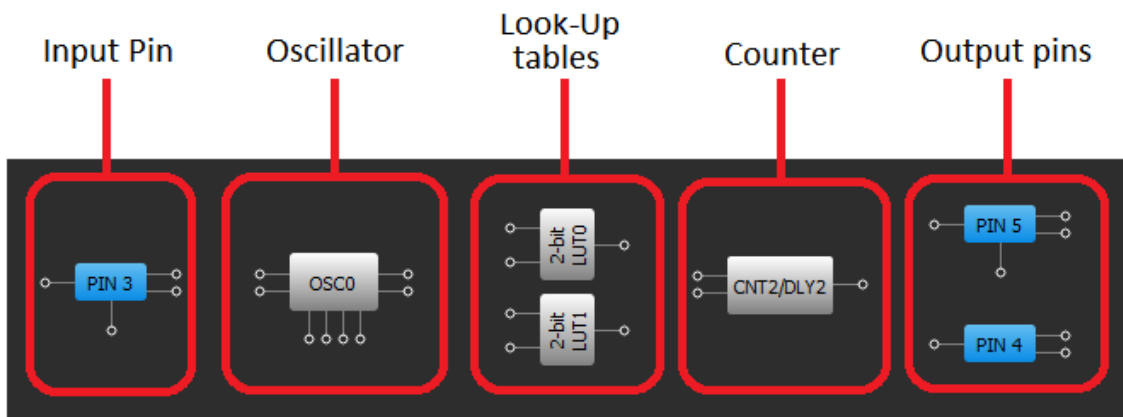 Input Pin
Oscillator
Look-Up
tables
Counter
Output pins
PIN 3
OSC0
2-bit
LUT0
2-bit
LUT1
CNT2/DLY2
PIN 5
PIN 4